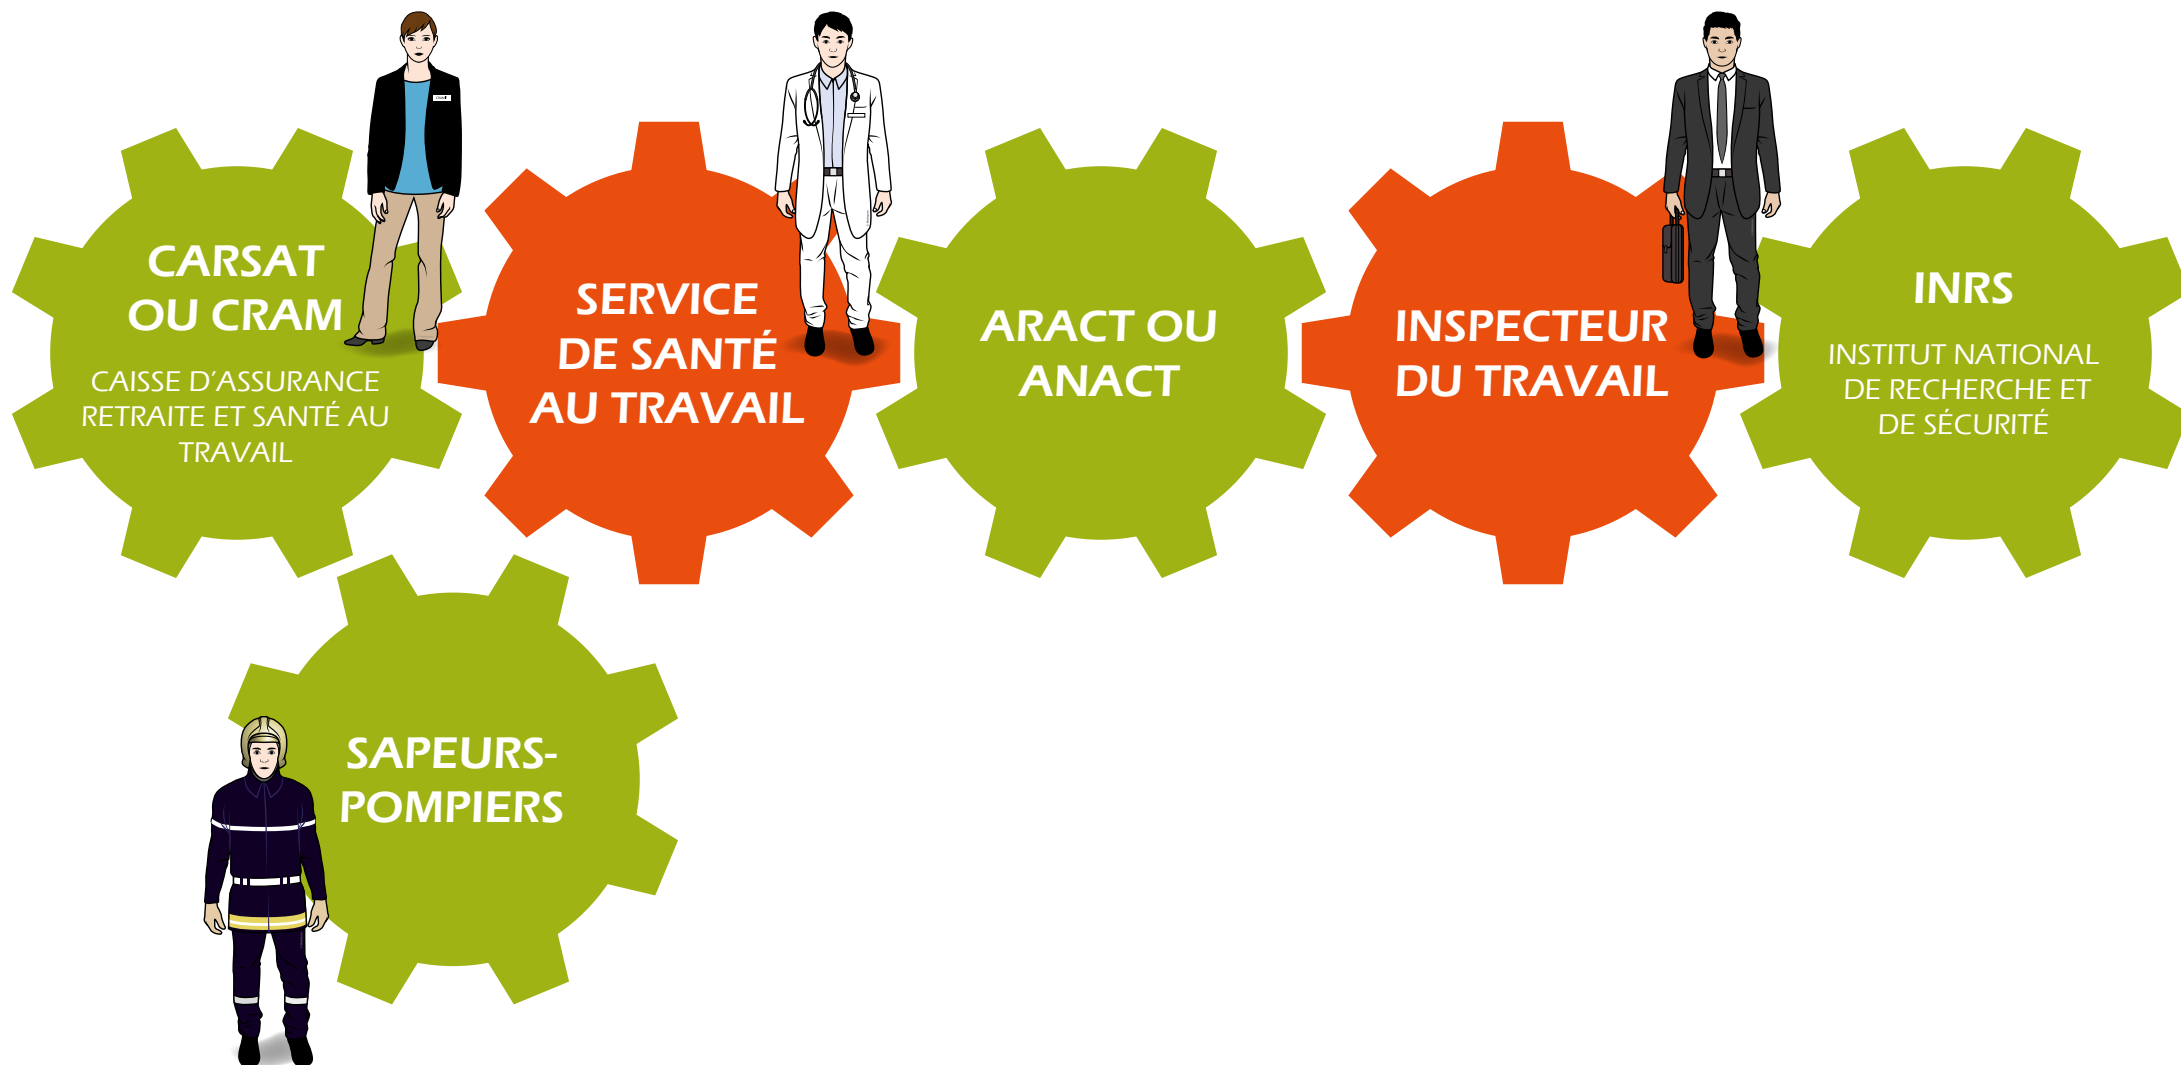 CARSAT
OU CRAM
CAISSE D'ASSURANCE
RETRAITE ET SANTÉ AU
TRAVAIL
SERVICE
DE SANTÉ
AU TRAVAIL
ARACT OU
ANACT
INSPECTEUR
DU TRAVAIL
INRS
INSTITUT NATIONAL
DE RECHERCHE ET
DE SÉCURITÉ
SAPEURS-
POMPIERS